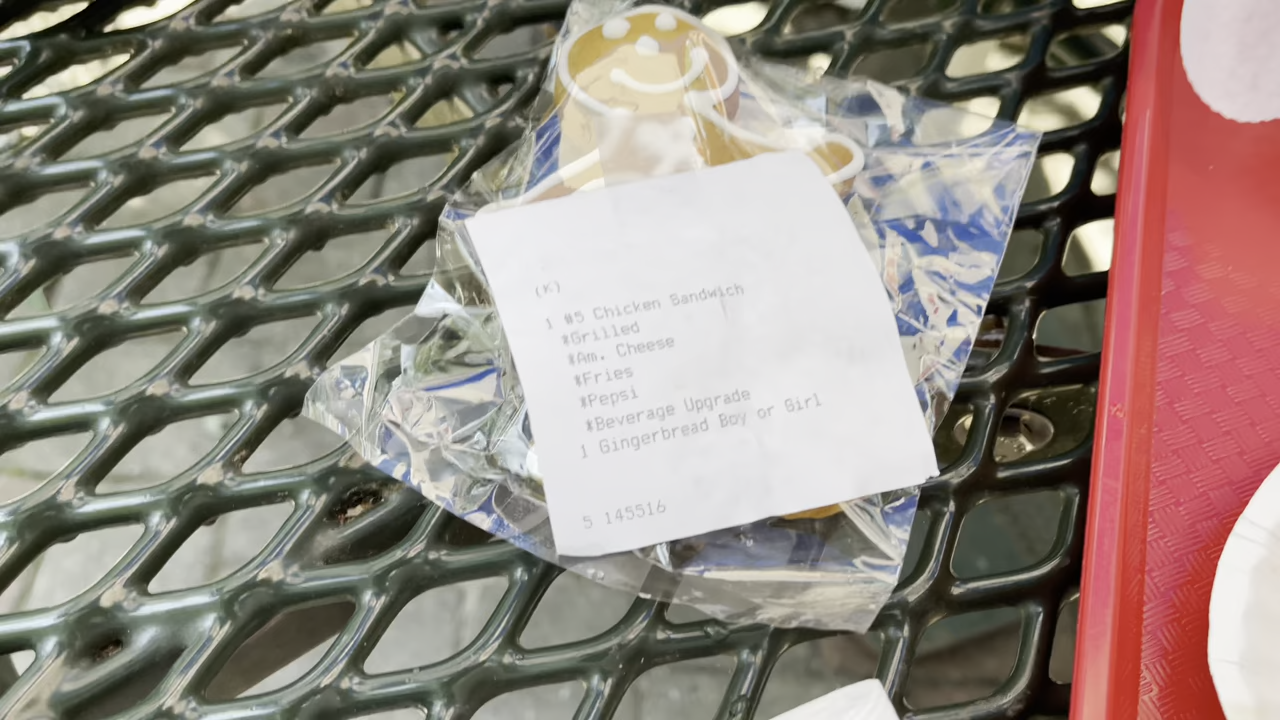 (K)
1 #5 Chicken Sandwich
*Grilled
*Am. Cheese
*Fries
*Pepsi
*Beverage Upgrade
1 Gingerbread Boy or Girl
5 145516